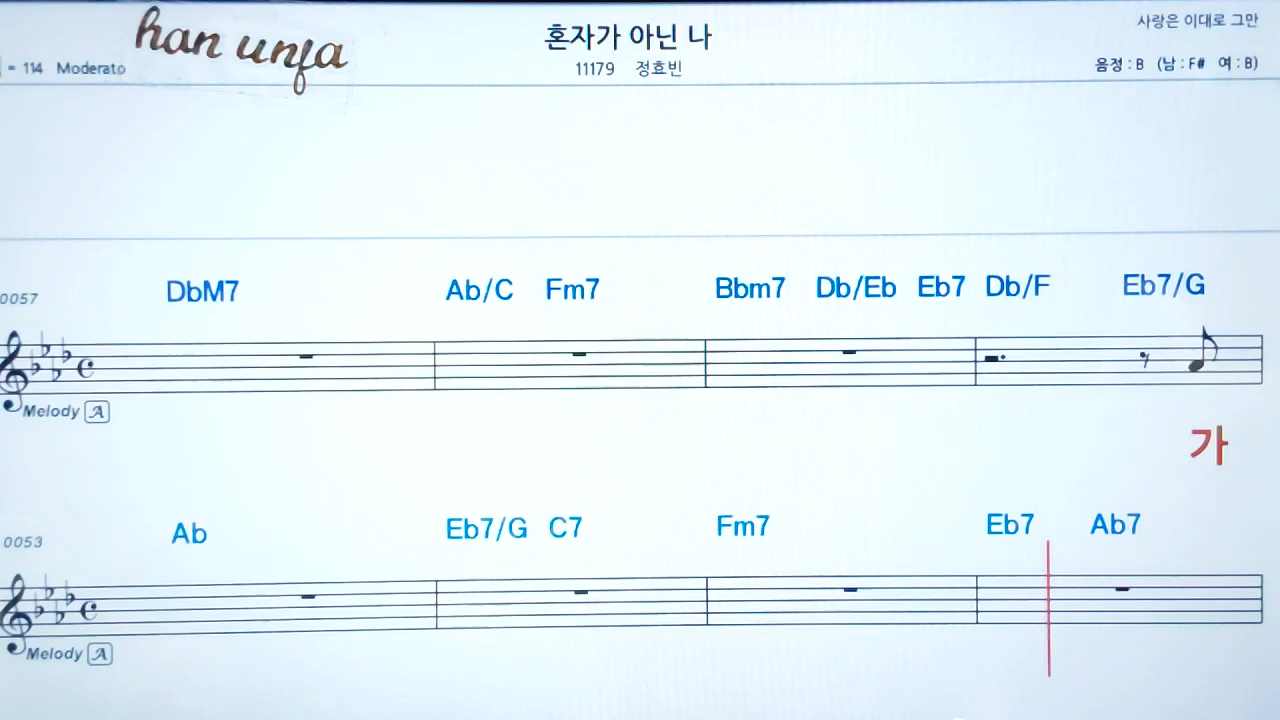 han unja
혼자가 아닌 나
사랑은 이대로 그만
= 114 Moderato
11179 정효빈
음정 : B (남 : F# 여 : B)
0057 DbM7 Ab/C Fm7 Bbm7 Db/Eb Eb7 Db/F Eb7/G
Melody A
가
0053 Ab Eb7/G C7 Fm7 Eb7 Ab7
Melody A